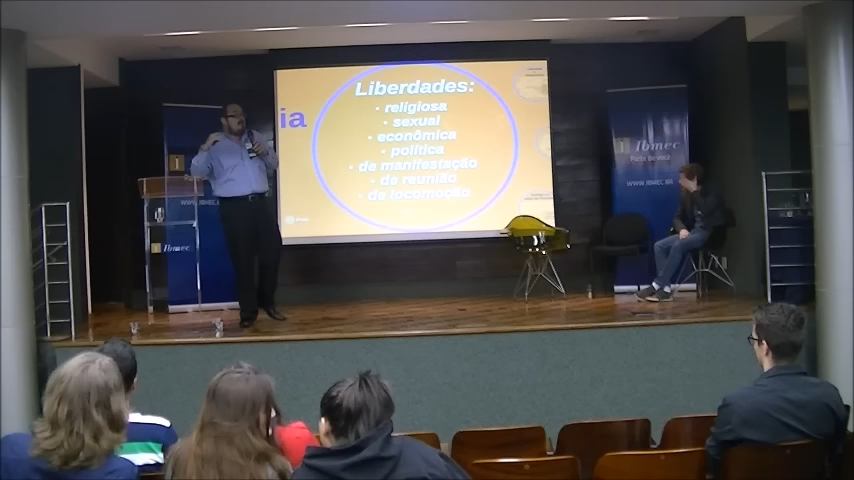 Liberdades:
• religiosa
• sexual
• econômica
• política
• de manifestação
• de reunião
• de locomoção
ia
Ibmec
WWW.IBMEC.BR
Ibmec